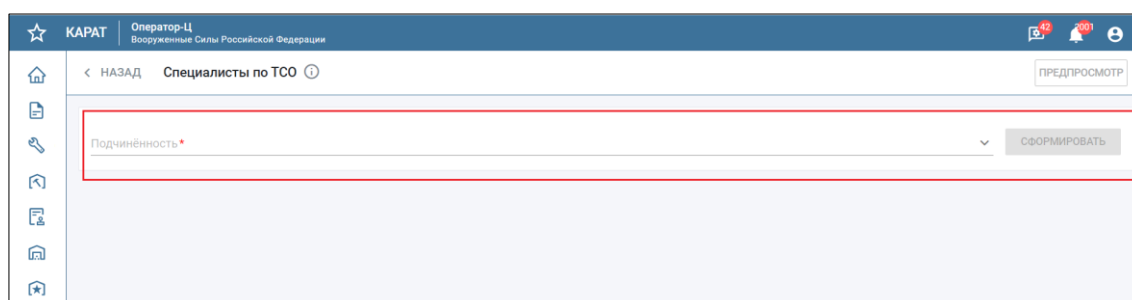 КАРАТ
Оператор-Ц
Вооруженные Силы Российской Федерации
42
2001
НАЗАД
Специалисты по ТСО
ПРЕДПРОСМОТР
Подчинённость*
СФОРМИРОВАТЬ